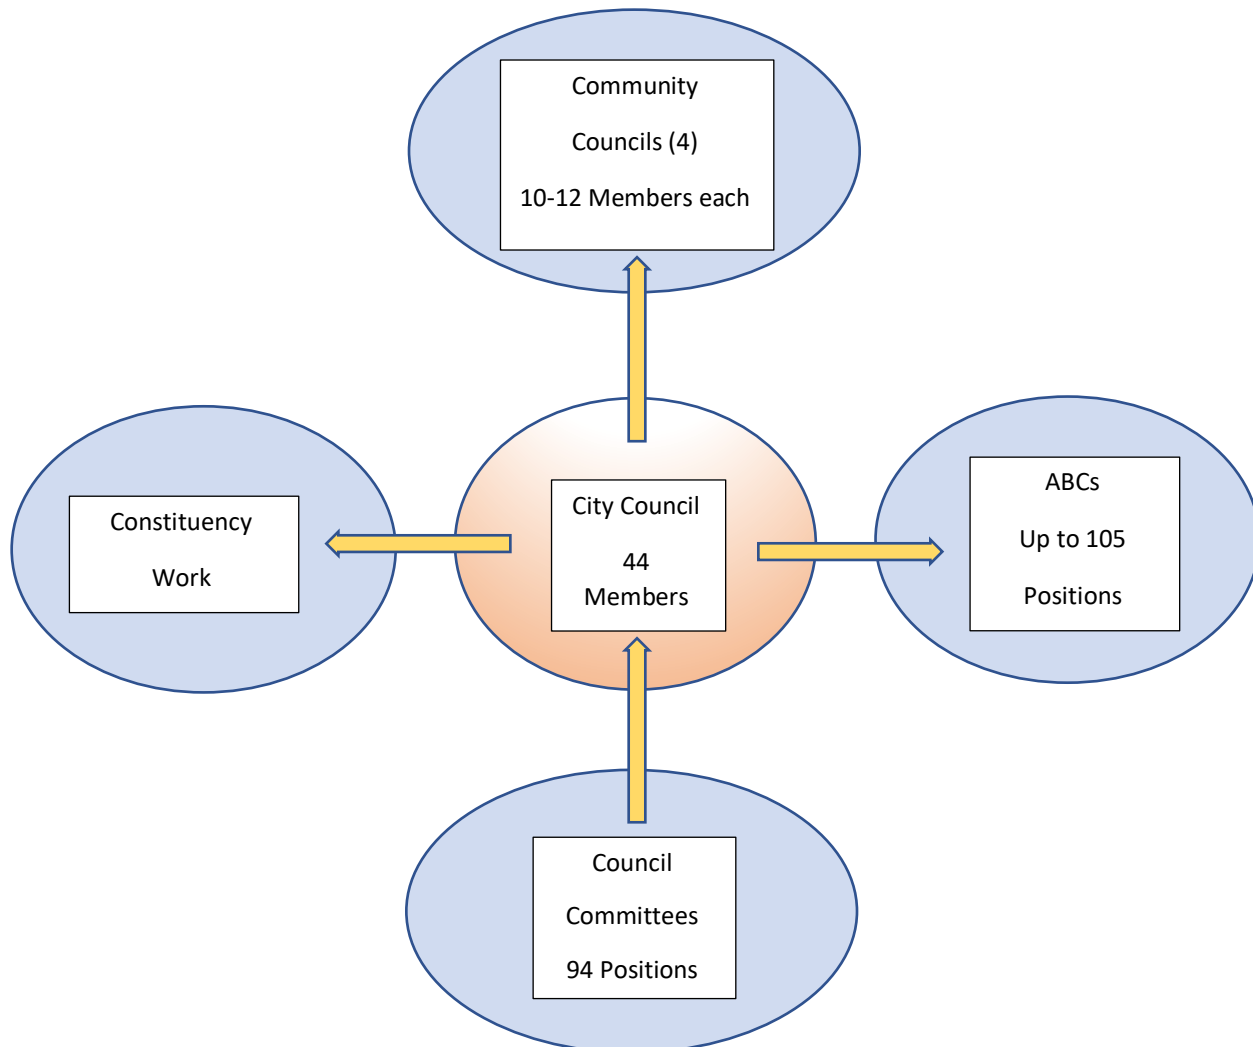 Community
Councils (4)
10-12 Members each
Constituency
Work
City Council
44
Members
ABCs
Up to 105
Positions
Council
Committees
94 Positions